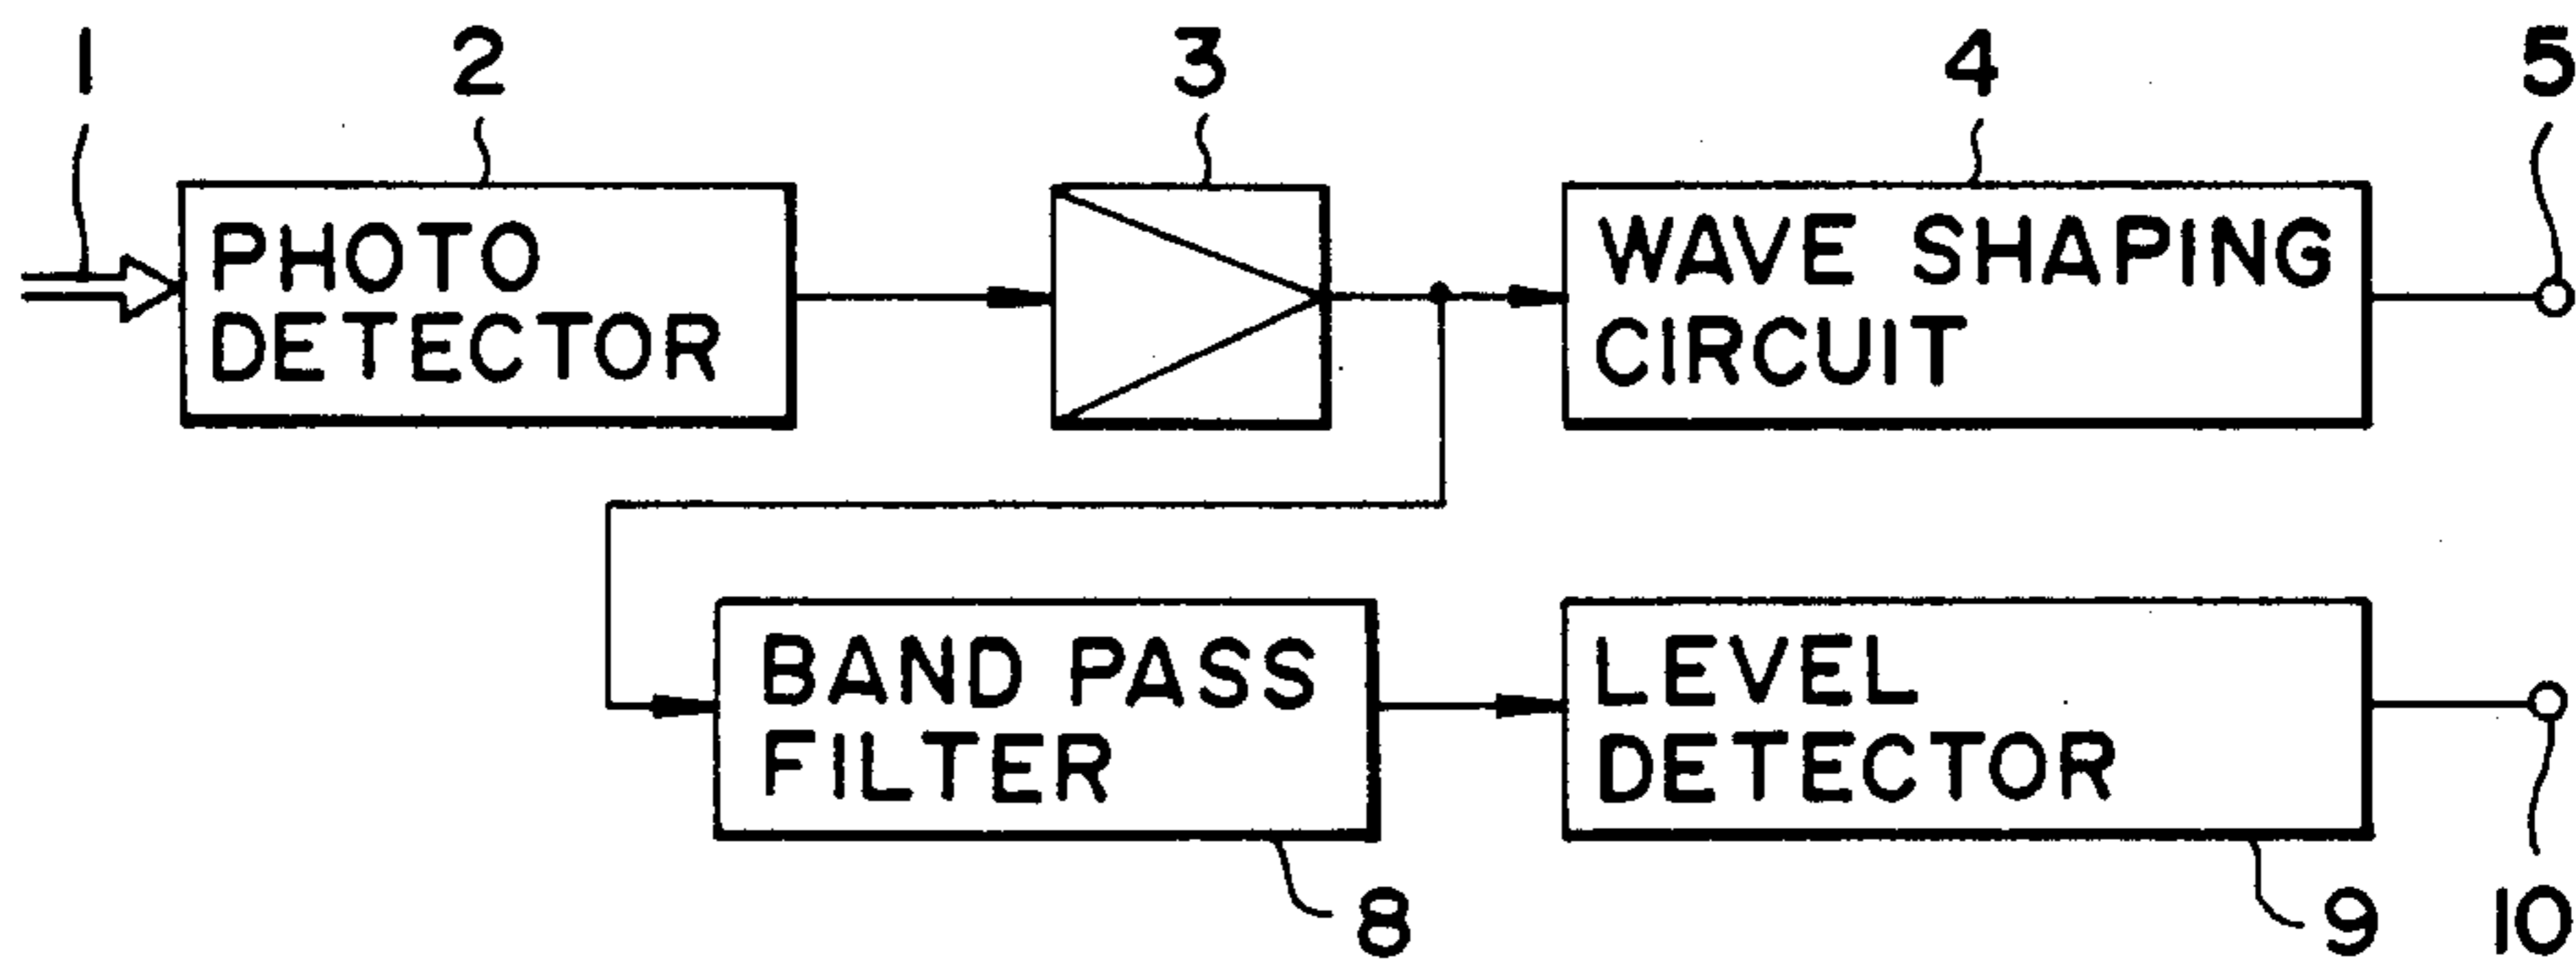 1 2 3 4 5
PHOTO
DETECTOR
WAVE SHAPING
CIRCUIT
BAND PASS
FILTER
LEVEL
DETECTOR
8 9 10